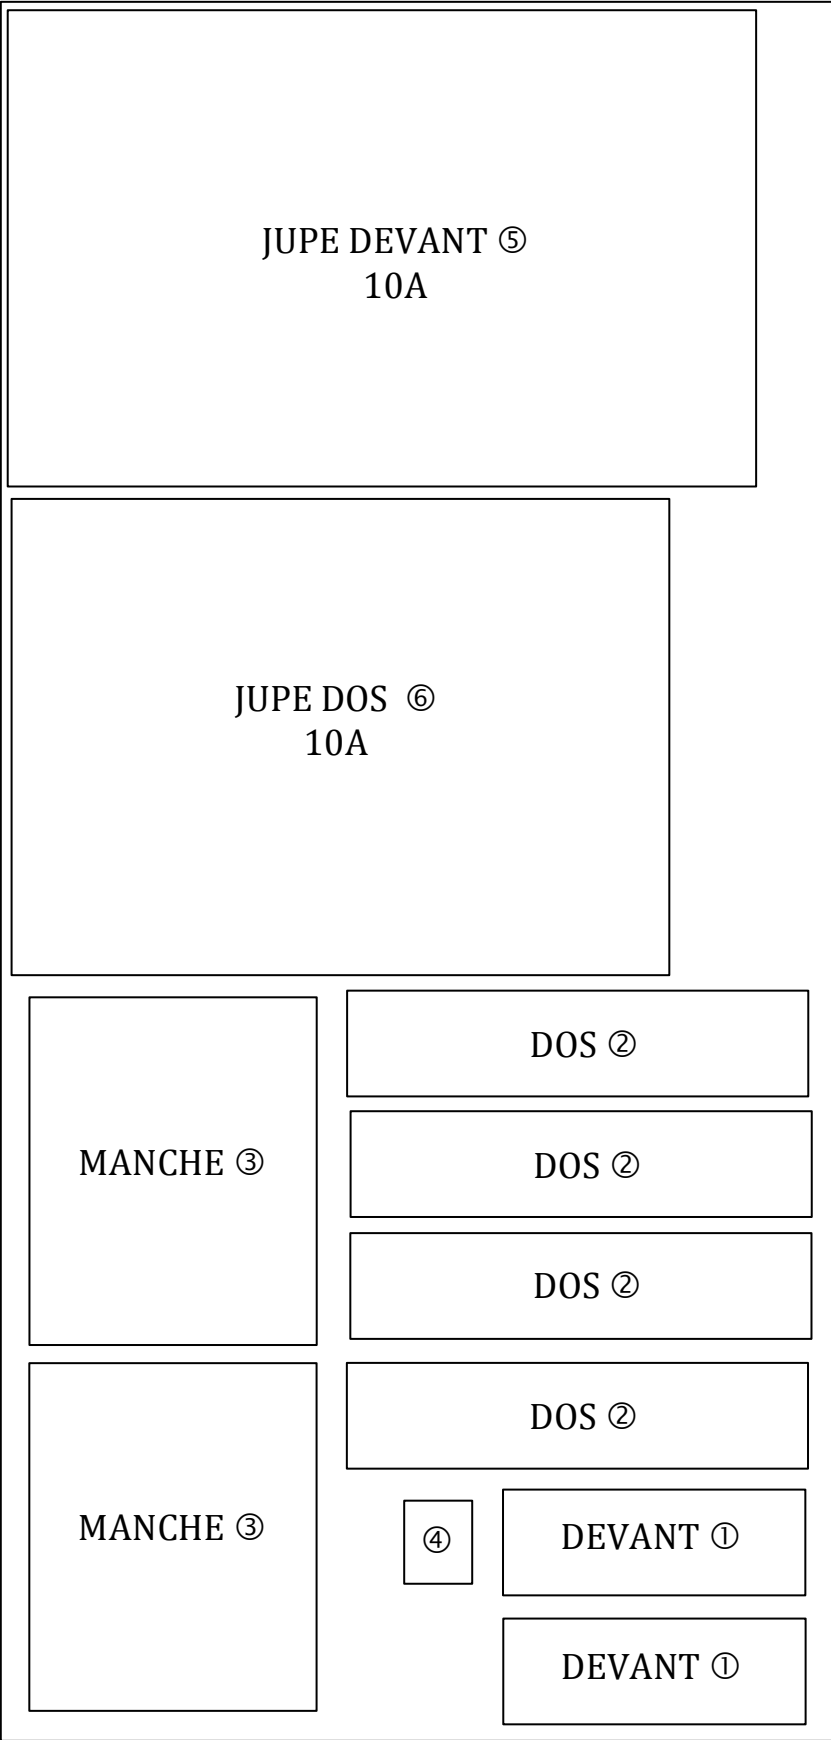 JUPE DEVANT ⑤
10A
JUPE DOS ⑥
10A
MANCHE ③
DOS ②
DOS ②
DOS ②
DOS ②
MANCHE ③
④
DEVANT ①
DEVANT ①